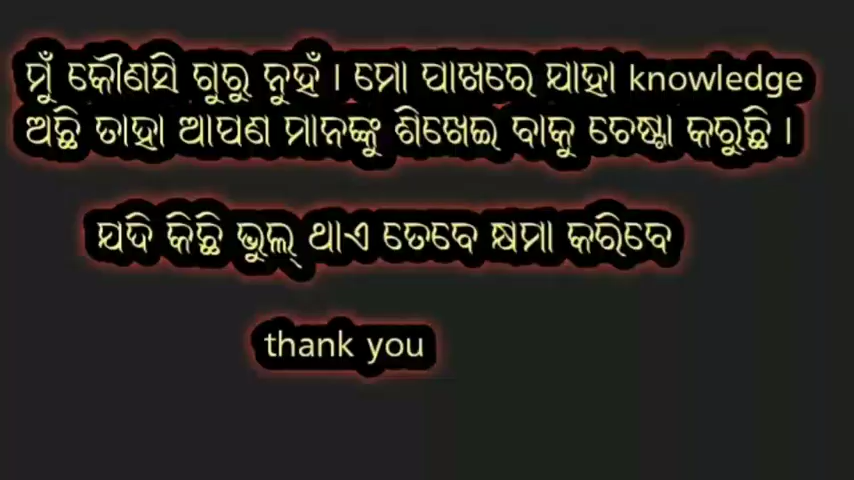 ମୁଁ କୌଣସି ଗୁରୁ ନୁହଁ । ମୋ ପାଖରେ ଯାହା knowledge
ଅଛି ତାହା ଆପଣ ମାନଙ୍କୁ ଶିଖେଇ ବାକୁ ଚେଷ୍ଟା କରୁଛି ।
ଯଦି କିଛି ଭୁଲ୍ ଥାଏ ତେବେ କ୍ଷମା କରିବେ
thank you